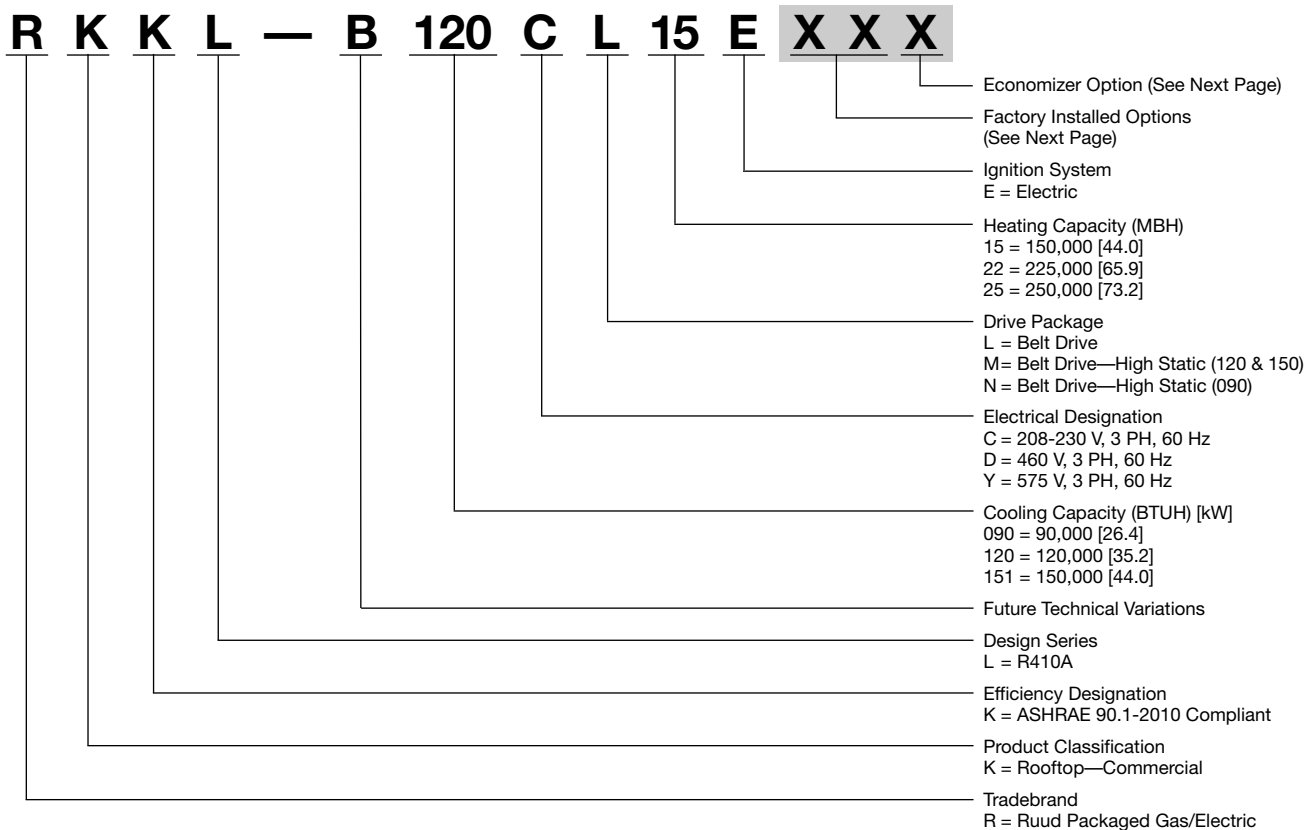 R K K L — B 120 C L 15 E X X X
Economizer Option (See Next Page)
Factory Installed Options
(See Next Page)
Ignition System
E = Electric
Heating Capacity (MBH)
15 = 150,000 [44.0]
22 = 225,000 [65.9]
25 = 250,000 [73.2]
Drive Package
L = Belt Drive
M= Belt Drive—High Static (120 & 150)
N = Belt Drive—High Static (090)
Electrical Designation
C = 208-230 V, 3 PH, 60 Hz
D = 460 V, 3 PH, 60 Hz
Y = 575 V, 3 PH, 60 Hz
Cooling Capacity (BTUH) [kW]
090 = 90,000 [26.4]
120 = 120,000 [35.2]
151 = 150,000 [44.0]
Future Technical Variations
Design Series
L = R410A
Efficiency Designation
K = ASHRAE 90.1-2010 Compliant
Product Classification
K = Rooftop—Commercial
Tradebrand
R = Ruud Packaged Gas/Electric